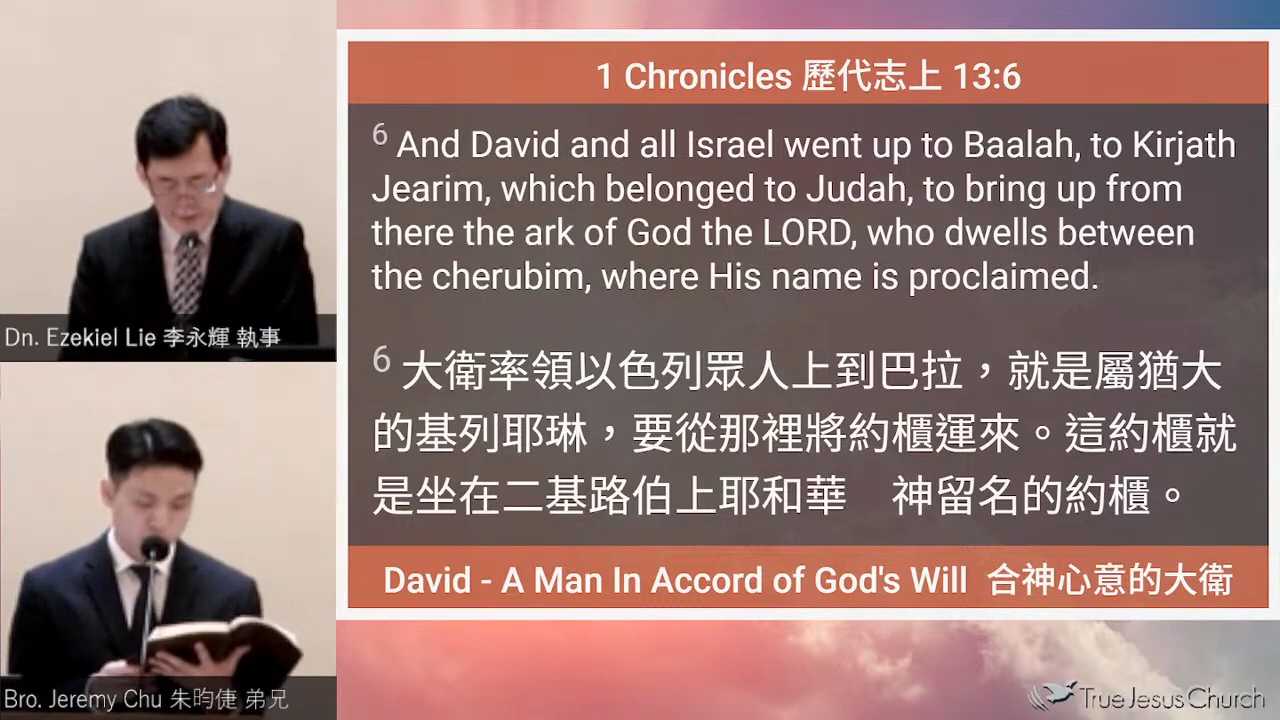 1 Chronicles 歷代志上 13:6
6 And David and all Israel went up to Baalah, to Kirjath
Jearim, which belonged to Judah, to bring up from
there the ark of God the LORD, who dwells between
the cherubim, where His name is proclaimed.
6 大衛率領以色列眾人上到巴拉，就是屬猶大
的基列耶琳，要從那裡將約櫃運來。這約櫃就
是坐在二基路伯上耶和華　神留名的約櫃。
David - A Man In Accord of God's Will 合神心意的大衛
Dn. Ezekiel Lie 李永輝 執事
Bro. Jeremy Chu 朱昀倢 弟兄
True Jesus Church